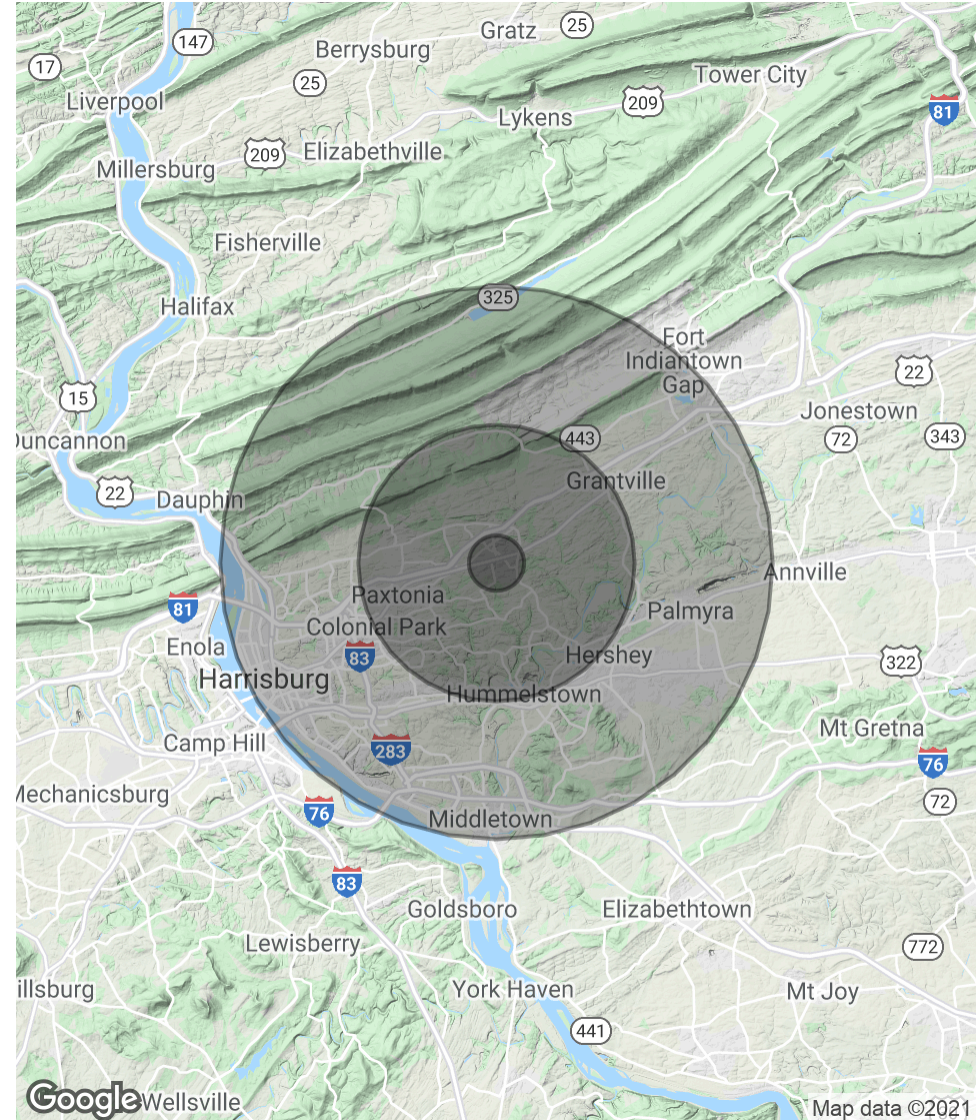 147
25
Gratz
Berrysburg
17
25
Tower City
Liverpool
209
81
Lykens
209
Elizabethville
Millersburg
Fisherville
Halifax
325
Fort
Indiantown
Gap
22
15
Jonestown
Duncannon
443
72
343
Grantville
22
Dauphin
Annville
Paxtonia
81
Palmyra
Colonial Park
Enola
83
Hershey
322
Harrisburg
Hummelstown
Mt Gretna
Camp Hill
283
76
Mechanicsburg
72
76
Middletown
83
Goldsboro
Elizabethtown
Lewisberry
772
illsburg
York Haven
Mt Joy
441
Google
Wellsville
Map data ©2021